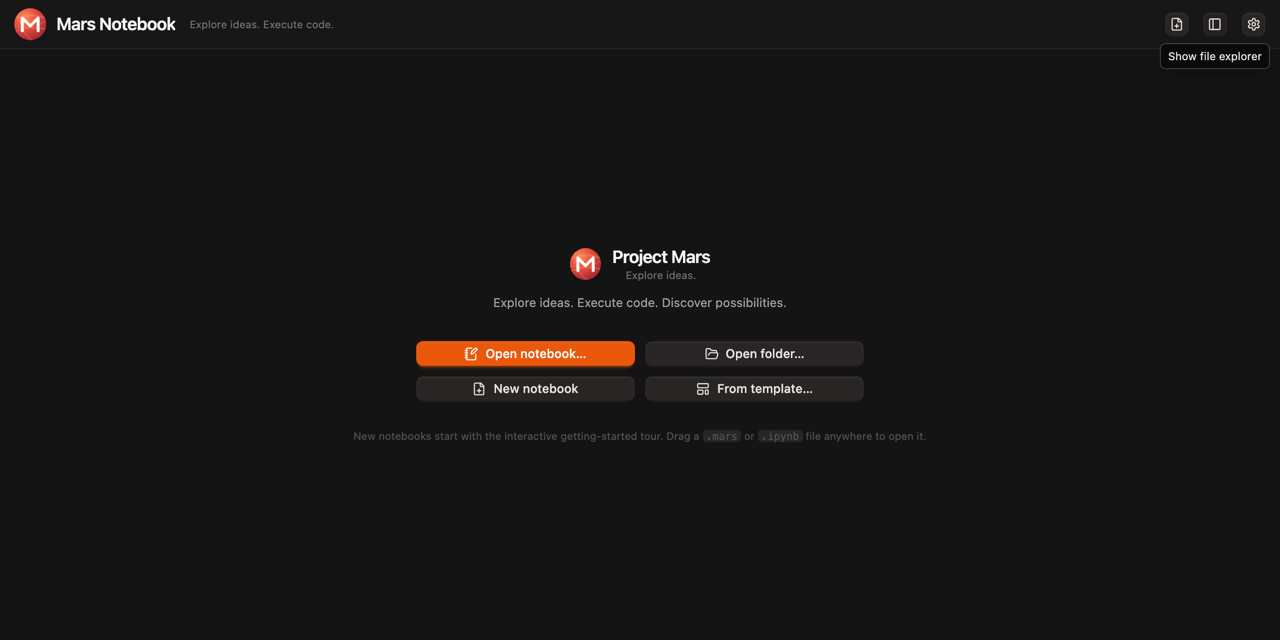 Mars Notebook Explore ideas. Execute code.
Show file explorer
Project Mars
Explore ideas.
Explore ideas. Execute code. Discover possibilities.
Open notebook... Open folder...
New notebook From template...
New notebooks start with the interactive getting-started tour. Drag a .mars or .ipynb file anywhere to open it.